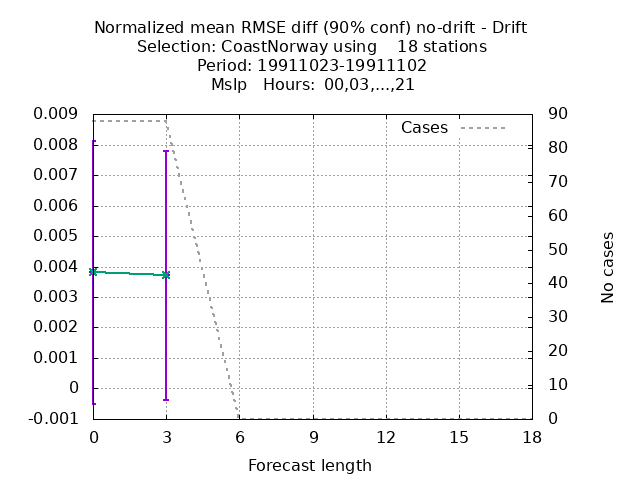 Normalized mean RMSE diff (90% conf) no-drift - Drift
Selection: CoastNorway using    18 stations
Period: 19911023-19911102
Mslp   Hours:  00,03,...,21
Cases
0.009
0.008
0.007
0.006
0.005
0.004
0.003
0.002
0.001
0
-0.001
90
80
70
60
50
40
30
20
10
0
No cases
0 3 6 9 12 15 18
Forecast length